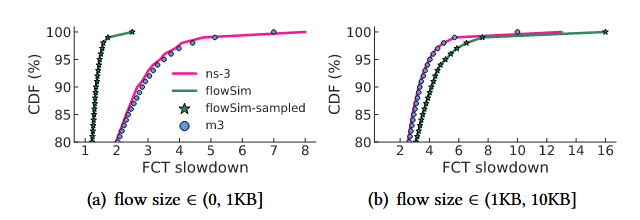 100
95
90
85
80
CDF (%)
ns-3
flowSim
flowSim-sampled
m3
1 2 3 4 5 6 7 8
FCT slowdown
(a) flow size ∈ (0, 1KB]
100
95
90
85
80
CDF (%)
2 4 6 8 10 12 14 16
FCT slowdown
(b) flow size ∈ (1KB, 10KB]